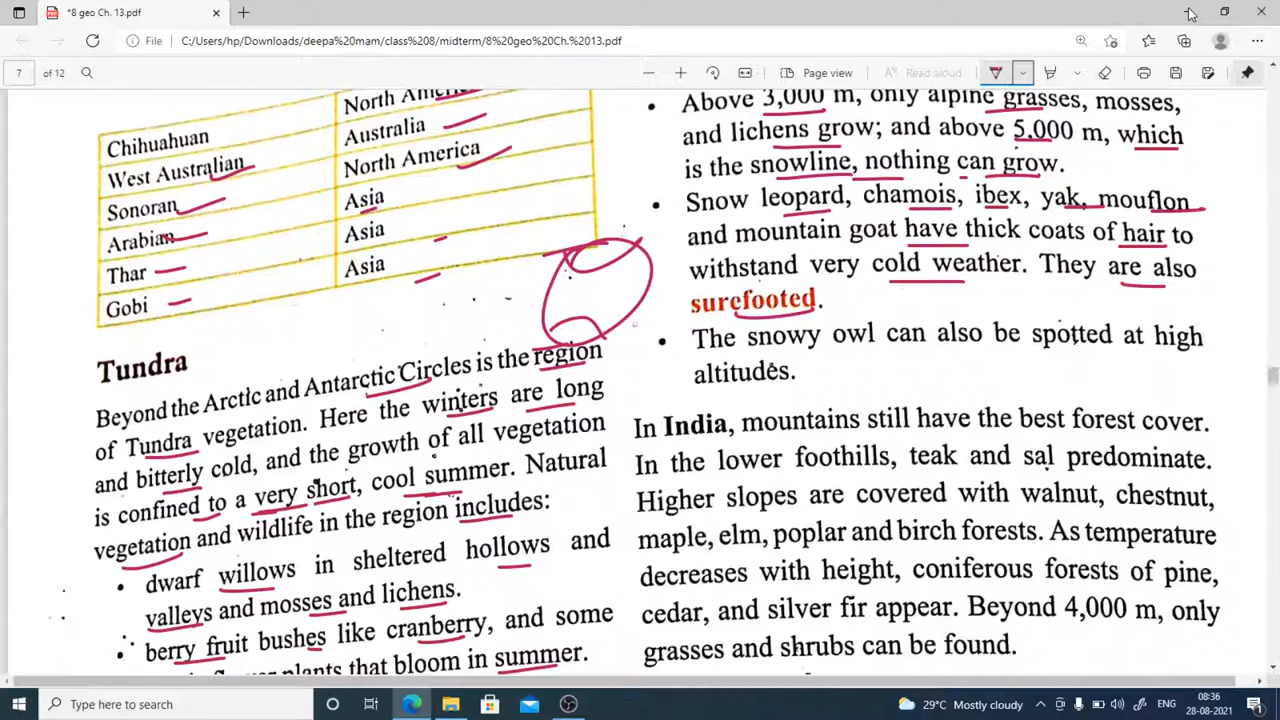 *8 geo Ch. 13.pdf
File C:/Users/hp/Downloads/deepa%20mam/class%208/midterm/8%20geo%20Ch.%2013.pdf
7 of 12 Page view Read aloud
North America
Chihuahuan Australia
West Australian North America
Sonoran Asia
Arabian Asia
Thar Asia
Gobi
Tundra
Beyond the Arctic and Antarctic Circles is the region
of Tundra vegetation. Here the winters are long
and bitterly cold, and the growth of all vegetation
is confined to a very short, cool summer. Natural
vegetation and wildlife in the region includes:
• dwarf willows in sheltered hollows and
valleys and mosses and lichens.
• berry fruit bushes like cranberry, and some
plants that bloom in summer.
• Above 3,000 m, only alpine grasses, mosses,
and lichens grow; and above 5,000 m, which
is the snowline, nothing can grow.
• Snow leopard, chamois, ibex, yak, mouflon
and mountain goat have thick coats of hair to
withstand very cold weather. They are also
surefooted.
• The snowy owl can also be spotted at high
altitudes.
In India, mountains still have the best forest cover.
In the lower foothills, teak and sal predominate.
Higher slopes are covered with walnut, chestnut,
maple, elm, poplar and birch forests. As temperature
decreases with height, coniferous forests of pine,
cedar, and silver fir appear. Beyond 4,000 m, only
grasses and shrubs can be found.
Type here to search
29°C Mostly cloudy
ENG
08:36
28-08-2021